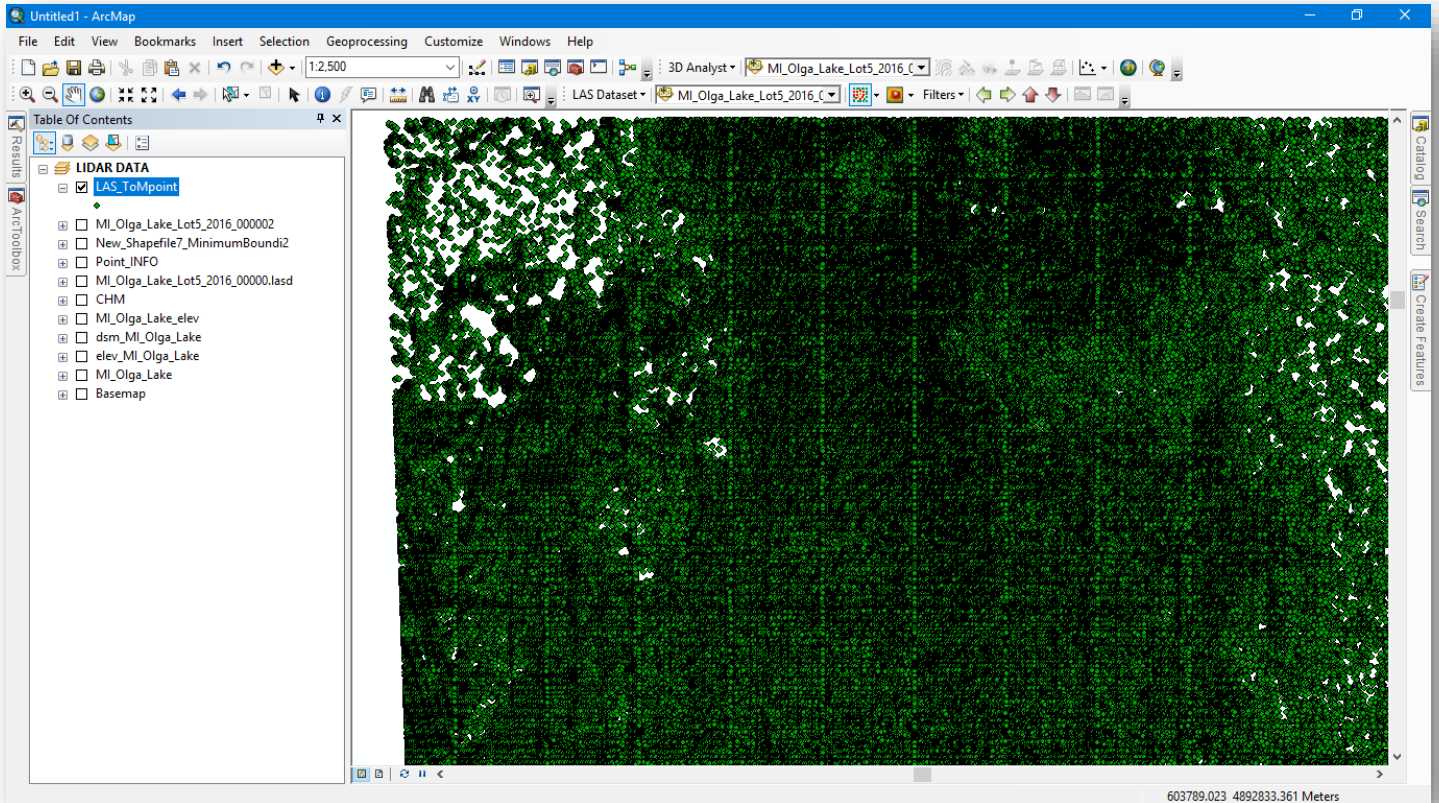 Untitled1 - ArcMap
File Edit View Bookmarks Insert Selection Geoprocessing Customize Windows Help
1:2,500 3D Analyst MI_Olga_Lake_Lot5_2016_(
LAS Dataset MI_Olga_Lake_Lot5_2016_( Filters
Table Of Contents
Results
ArcToolbox
LIDAR DATA
LAS_ToMpoint
MI_Olga_Lake_Lot5_2016_000002
New_Shapefile7_MinimumBoundi2
Point_INFO
MI_Olga_Lake_Lot5_2016_00000.lasd
CHM
MI_Olga_Lake_elev
dsm_MI_Olga_Lake
elev_MI_Olga_Lake
MI_Olga_Lake
Basemap
Catalog
Search
Create Features
603789.023 4892833.361 Meters